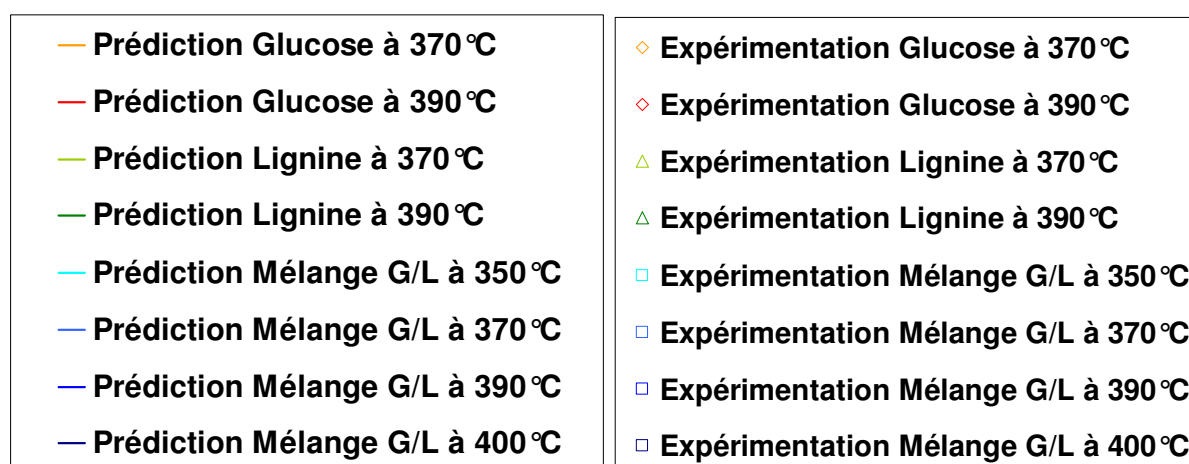 Prédiction Glucose à 370°C
Prédiction Glucose à 390°C
Prédiction Lignine à 370°C
Prédiction Lignine à 390°C
Prédiction Mélange G/L à 350°C
Prédiction Mélange G/L à 370°C
Prédiction Mélange G/L à 390°C
Prédiction Mélange G/L à 400°C
Expérimentation Glucose à 370°C
Expérimentation Glucose à 390°C
Expérimentation Lignine à 370°C
Expérimentation Lignine à 390°C
Expérimentation Mélange G/L à 350°C
Expérimentation Mélange G/L à 370°C
Expérimentation Mélange G/L à 390°C
Expérimentation Mélange G/L à 400°C